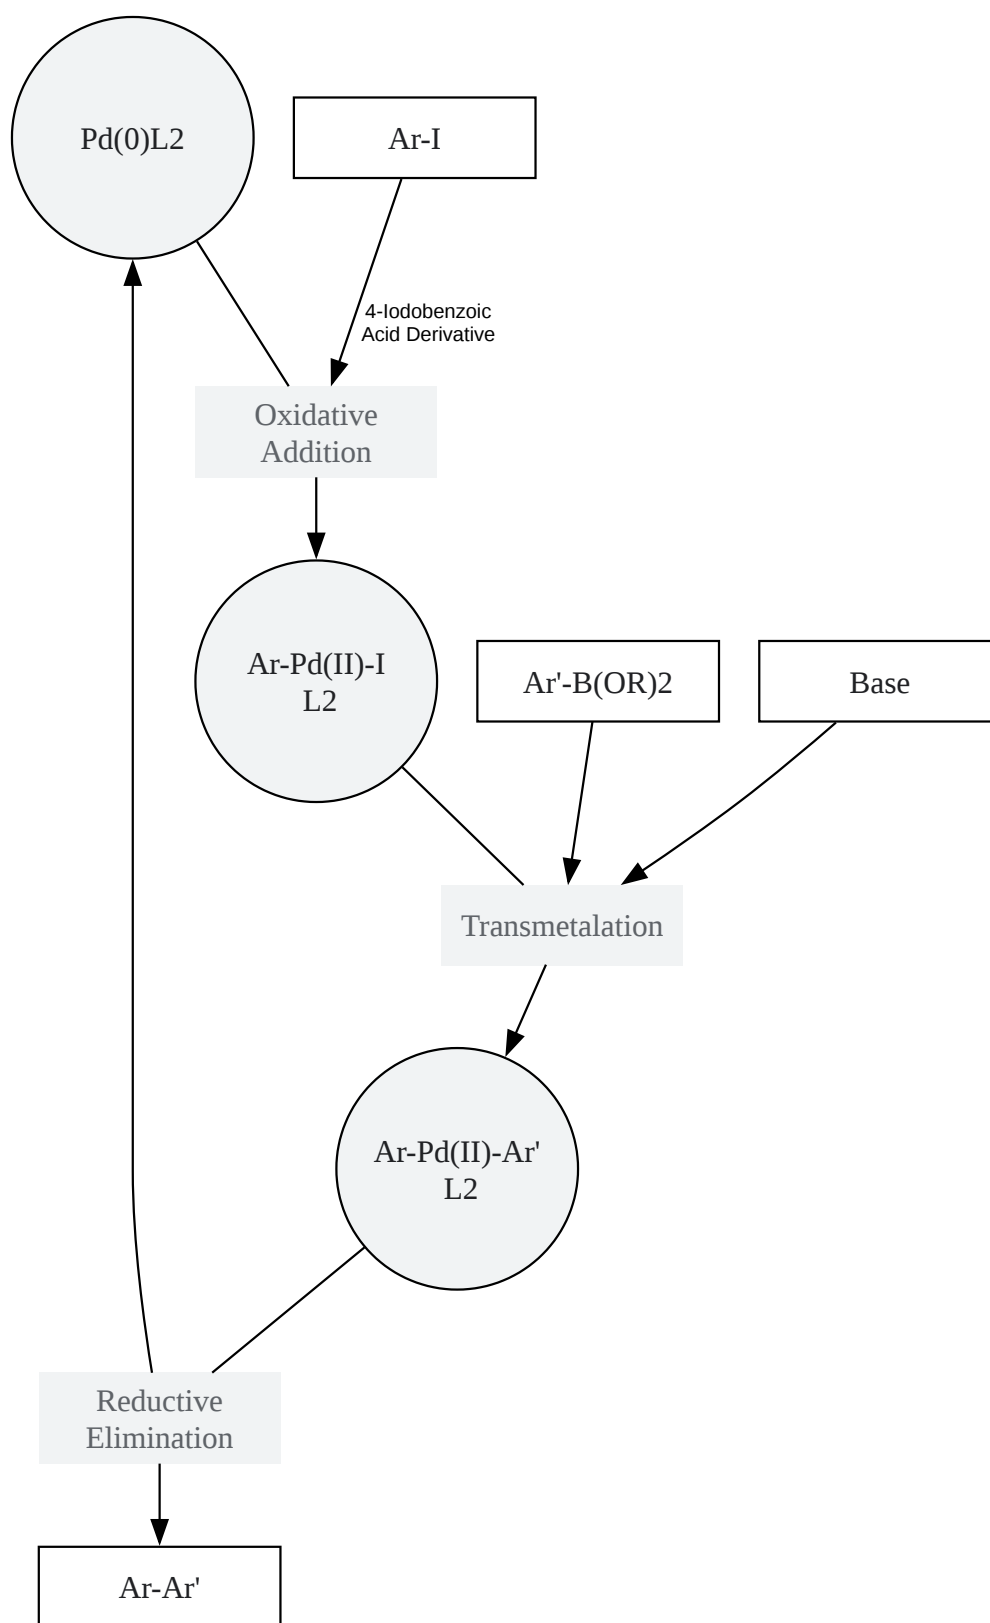 Pd(0)L2
Ar-I
4-Iodobenzoic
Acid Derivative
Oxidative
Addition
Ar-Pd(II)-I
L2
Ar'-B(OR)2
Base
Transmetalation
Ar-Pd(II)-Ar'
L2
Reductive
Elimination
Ar-Ar'